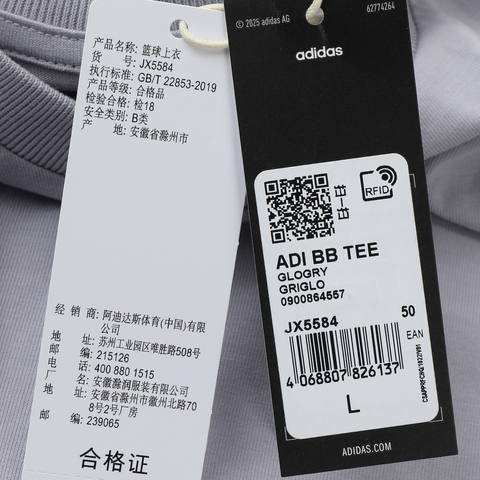 产品名称: 篮球上衣
货 号: JX5584
执行标准: GB/T 22853-2019
产品等级: 合格品
检验合格: 检18
安全类别: B类
产 地: 安徽省滁州市
经 销 商: 阿迪达斯体育(中国)有限
公司
地 址: 苏州工业园区唯胜路508号
邮 编: 215126
电 话: 400 880 1515
厂 名: 安徽滁润服装有限公司
地 址: 安徽省滁州市徽州北路70
8号2号厂房
邮 编: 239065
合格证
© 2025 adidas AG
62774264
adidas
RFID
ADI BB TEE
GLOGRY
GRIGLO
0900864557
JX5584
50
EAN
4 068807 826137
L
ADIDAS.COM